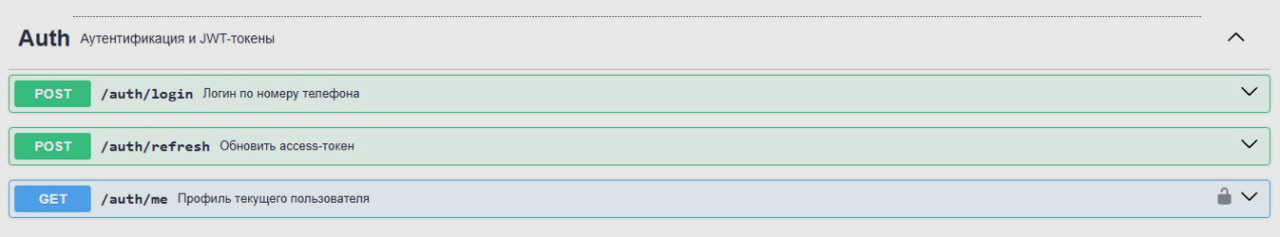 Auth Аутентификация и JWT-токены
POST /auth/login Логин по номеру телефона
POST /auth/refresh Обновить access-токен
GET /auth/me Профиль текущего пользователя